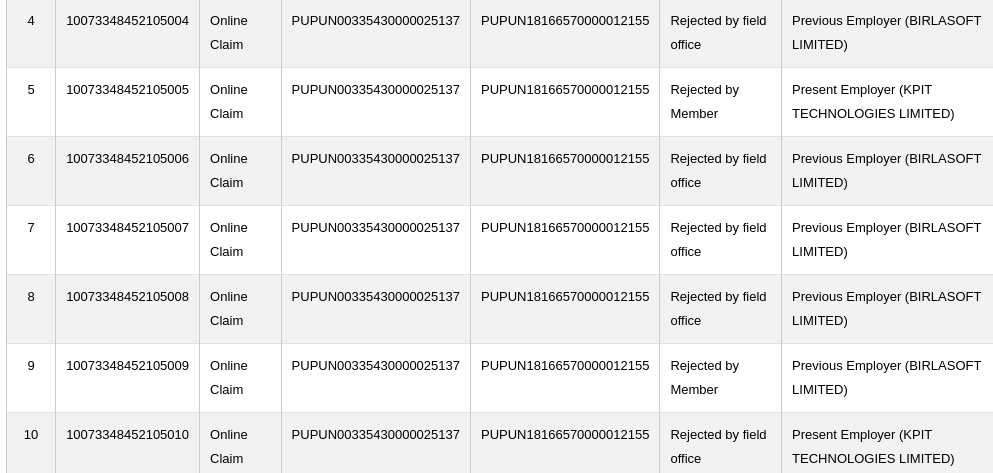 4 10073348452105004 Online PUPUN00335430000025137 PUPUN18166570000012155 Rejected by field Previous Employer (BIRLASOFT
Claim office LIMITED)
5 10073348452105005 Online PUPUN00335430000025137 PUPUN18166570000012155 Rejected by Present Employer (KPIT
Claim Member TECHNOLOGIES LIMITED)
6 10073348452105006 Online PUPUN00335430000025137 PUPUN18166570000012155 Rejected by field Previous Employer (BIRLASOFT
Claim office LIMITED)
7 10073348452105007 Online PUPUN00335430000025137 PUPUN18166570000012155 Rejected by field Previous Employer (BIRLASOFT
Claim office LIMITED)
8 10073348452105008 Online PUPUN00335430000025137 PUPUN18166570000012155 Rejected by field Previous Employer (BIRLASOFT
Claim office LIMITED)
9 10073348452105009 Online PUPUN00335430000025137 PUPUN18166570000012155 Rejected by Previous Employer (BIRLASOFT
Claim Member LIMITED)
10 10073348452105010 Online PUPUN00335430000025137 PUPUN18166570000012155 Rejected by field Present Employer (KPIT
Claim office TECHNOLOGIES LIMITED)